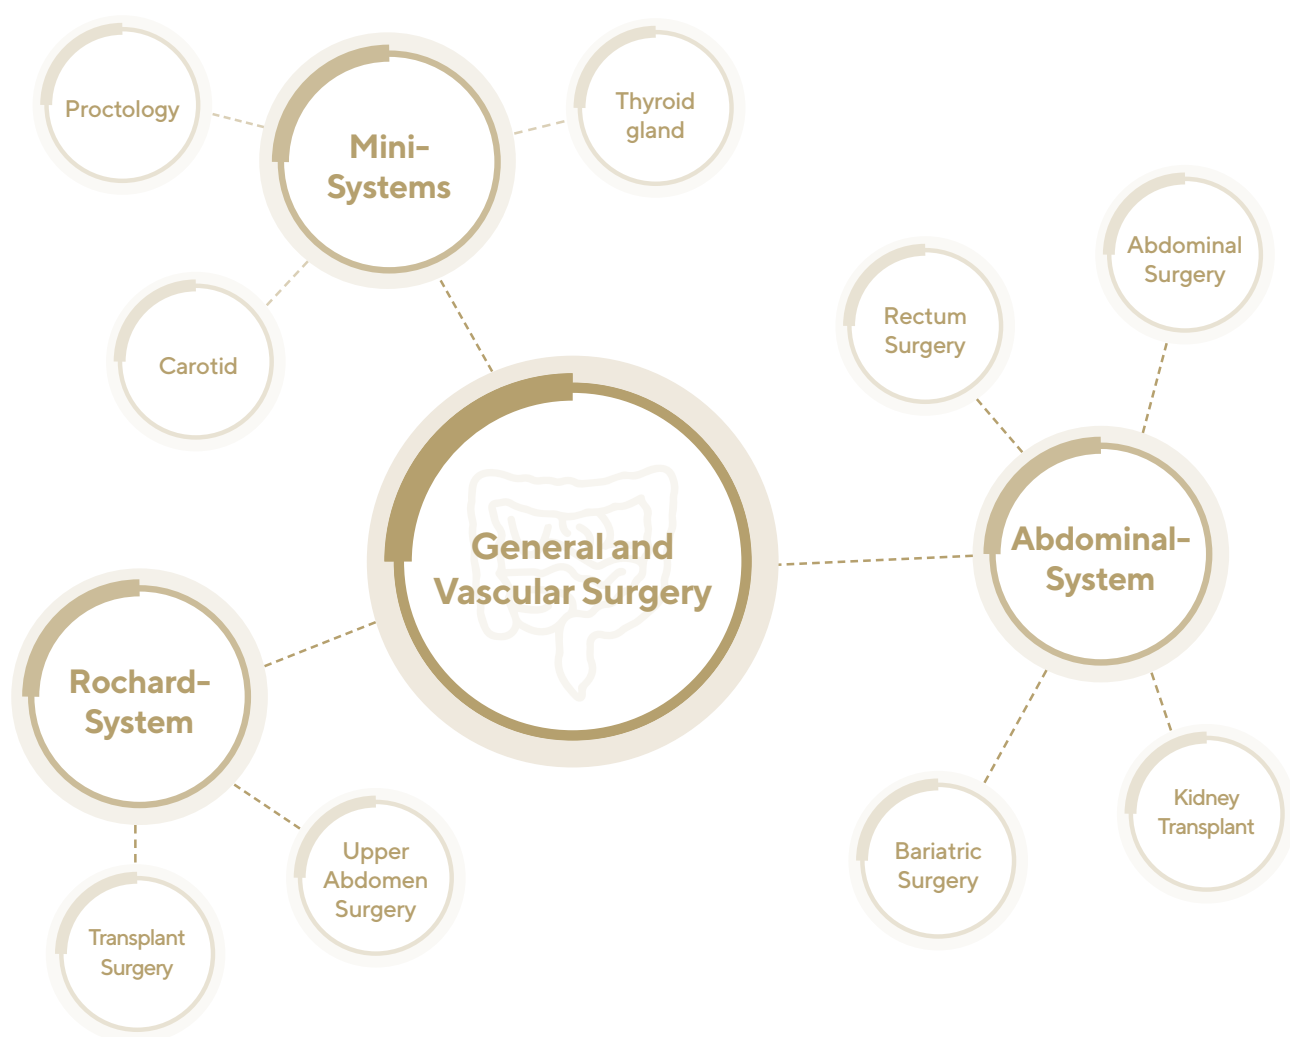 Proctology
Mini-
Systems
Thyroid
gland
Carotid
Rectum
Surgery
Abdominal
Surgery
General and
Vascular Surgery
Abdominal-
System
Rochard-
System
Upper
Abdomen
Surgery
Transplant
Surgery
Bariatric
Surgery
Kidney
Transplant